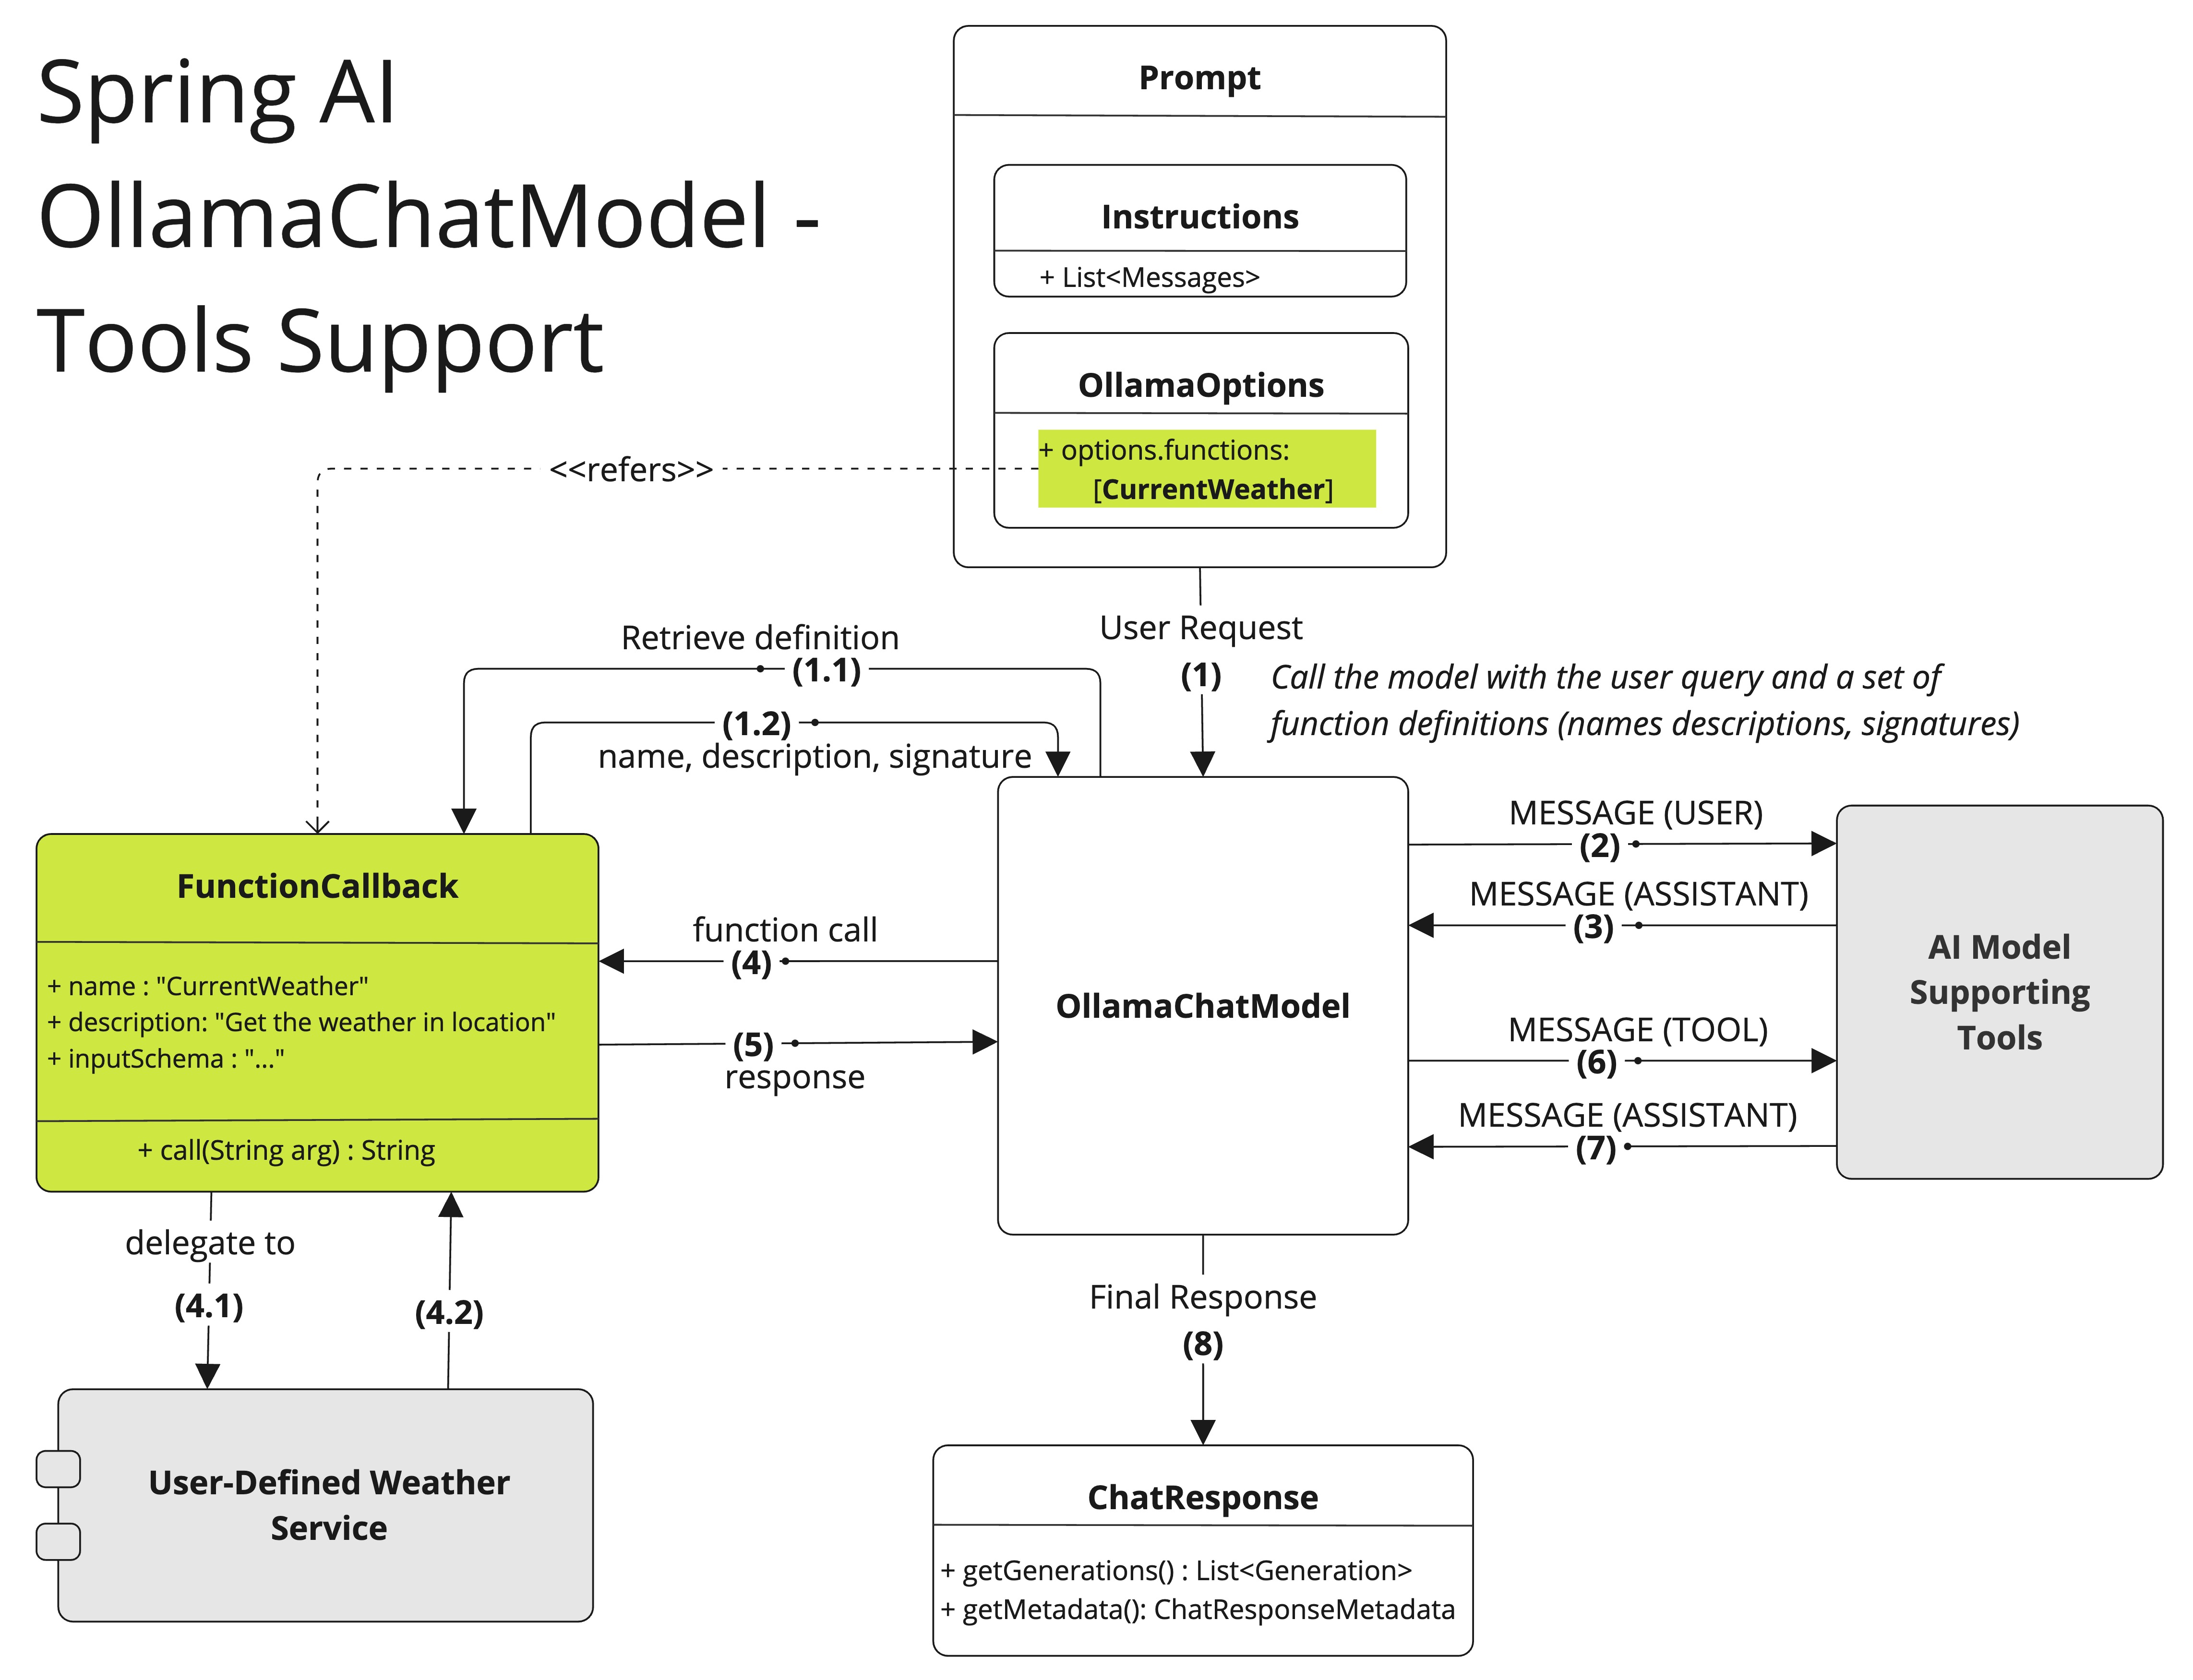 Spring AI
OllamaChatModel -
Tools Support
Prompt
Instructions
+ List<Messages>
OllamaOptions
+ options.functions:
[CurrentWeather]
<<refers>>
User Request
(1)
Call the model with the user query and a set of
function definitions (names descriptions, signatures)
Retrieve definition
(1.1)
(1.2)
name, description, signature
FunctionCallback
+ name : "CurrentWeather"
+ description: "Get the weather in location"
+ inputSchema : "..."
+ call(String arg) : String
function call
(4)
(5)
response
OllamaChatModel
MESSAGE (USER)
(2)
MESSAGE (ASSISTANT)
(3)
MESSAGE (TOOL)
(6)
MESSAGE (ASSISTANT)
(7)
AI Model
Supporting
Tools
delegate to
(4.1)
(4.2)
User-Defined Weather
Service
Final Response
(8)
ChatResponse
+ getGenerations() : List<Generation>
+ getMetadata(): ChatResponseMetadata